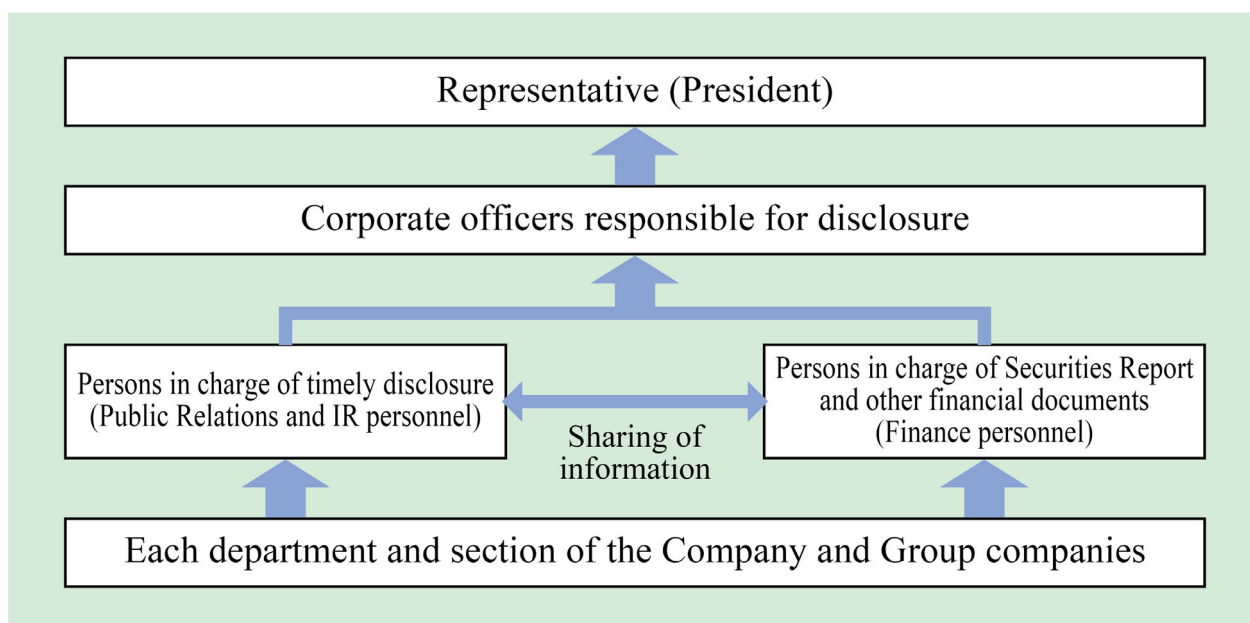 Representative (President)
Corporate officers responsible for disclosure
Persons in charge of timely disclosure
(Public Relations and IR personnel)
Sharing of
information
Persons in charge of Securities Report
and other financial documents
(Finance personnel)
Each department and section of the Company and Group companies